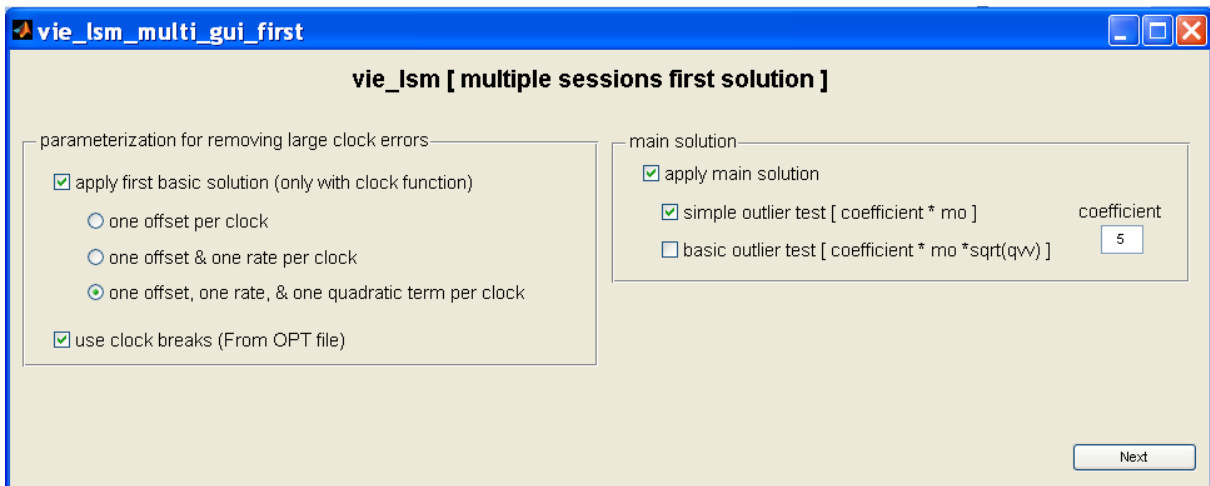 vie_lsm_multi_gui_first
vie_lsm [ multiple sessions first solution ]
parameterization for removing large clock errors
apply first basic solution (only with clock function)
one offset per clock
one offset & one rate per clock
one offset, one rate, & one quadratic term per clock
use clock breaks (From OPT file)
main solution
apply main solution
simple outlier test [ coefficient * mo ]
basic outlier test [ coefficient * mo *sqrt(qvv) ]
coefficient
5
Next